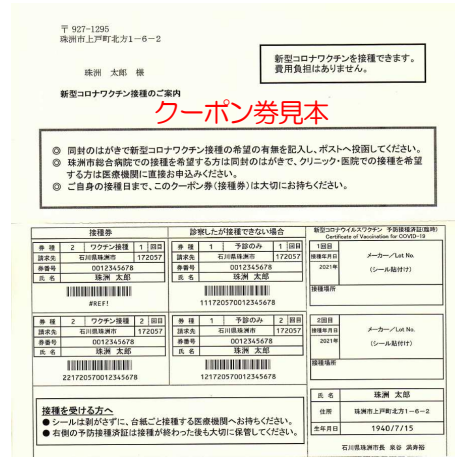 〒 927-1295
珠洲市上戸町北方1－6－2
珠洲 太郎 様
新型コロナワクチンを接種できます。
費用負担はありません。
新型コロナワクチン接種のご案内
クーポン券見本
◎ 同封のはがきで新型コロナワクチン接種の希望の有無を記入し、ポストへ投函してください。
◎ 珠洲市総合病院での接種を希望する方は同封のはがきで、クリニック・医院での接種を希望
する方は医療機関に直接お申込みください。
◎ ご自身の接種日まで、このクーポン券（接種券）は大切にお持ちください。
接種券
券 種 2 ワクチン接種 1 回目
請求先 石川県珠洲市 172057
券番号 0012345678
氏 名 珠洲 太郎
#REF!
診察したが接種できない場合
券 種 1 予診のみ 1 回目
請求先 石川県珠洲市 172057
券番号 0012345678
氏 名 珠洲 太郎
111720570012345678
新型コロナウイルスワクチン 予防接種済証(臨時)
Certificate of Vaccination for COVID-19
1回目
接種年月日 メーカー／Lot No.
2021年 (シール貼付け)
接種場所
券 種 2 ワクチン接種 2 回目
請求先 石川県珠洲市 172057
券番号 0012345678
氏 名 珠洲 太郎
221720570012345678
券 種 1 予診のみ 2 回目
請求先 石川県珠洲市 172057
券番号 0012345678
氏 名 珠洲 太郎
121720570012345678
2回目
接種年月日 メーカー／Lot No.
2021年 (シール貼付け)
接種場所
接種を受ける方へ
● シールは剥がさずに、台紙ごと接種する医療機関へお持ちください。
● 右側の予防接種済証は接種が終わった後も大切に保管してください。
氏 名 珠洲 太郎
住所 珠洲市上戸町北方1－6－2
生年月日 1940/7/15
石川県珠洲市長 泉谷 満寿裕